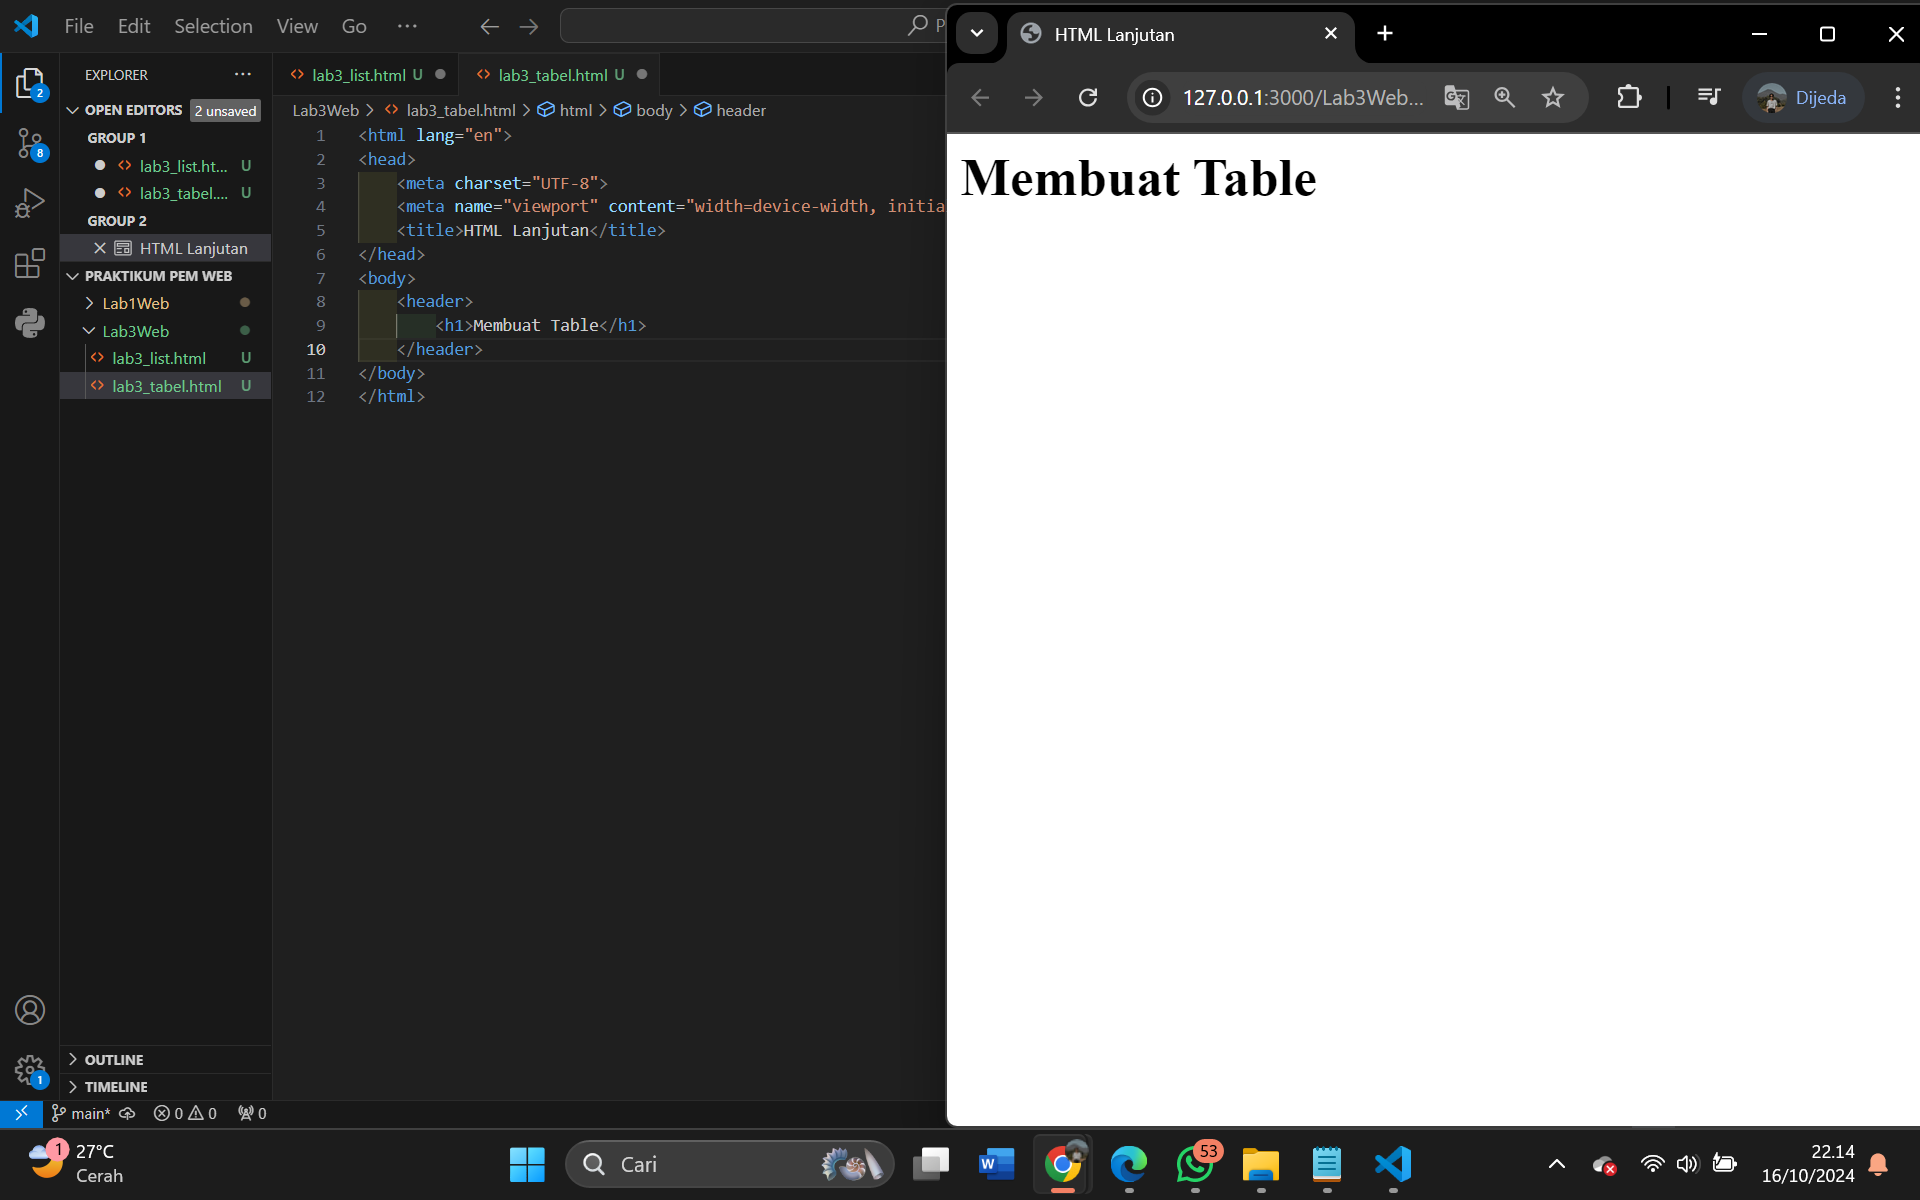 File Edit Selection View Go ···
EXPLORER ···
OPEN EDITORS 2 unsaved
GROUP 1
lab3_list.ht... U
lab3_tabel.... U
GROUP 2
HTML Lanjutan
PRAKTIKUM PEM WEB
Lab1Web
Lab3Web
lab3_list.html U
lab3_tabel.html U
OUTLINE
TIMELINE
2
8
1
lab3_list.html U lab3_tabel.html U
Lab3Web > lab3_tabel.html > html > body > header
1 <html lang="en">
2 <head>
3 <meta charset="UTF-8">
4 <meta name="viewport" content="width=device-width, initia
5 <title>HTML Lanjutan</title>
6 </head>
7 <body>
8 <header>
9 <h1>Membuat Table</h1>
10 </header>
11 </body>
12 </html>
main* 0 0 0
HTML Lanjutan
127.0.0.1:3000/Lab3Web... Dijeda
Membuat Table
1 27°C
Cerah
Cari
53
22.14
16/10/2024